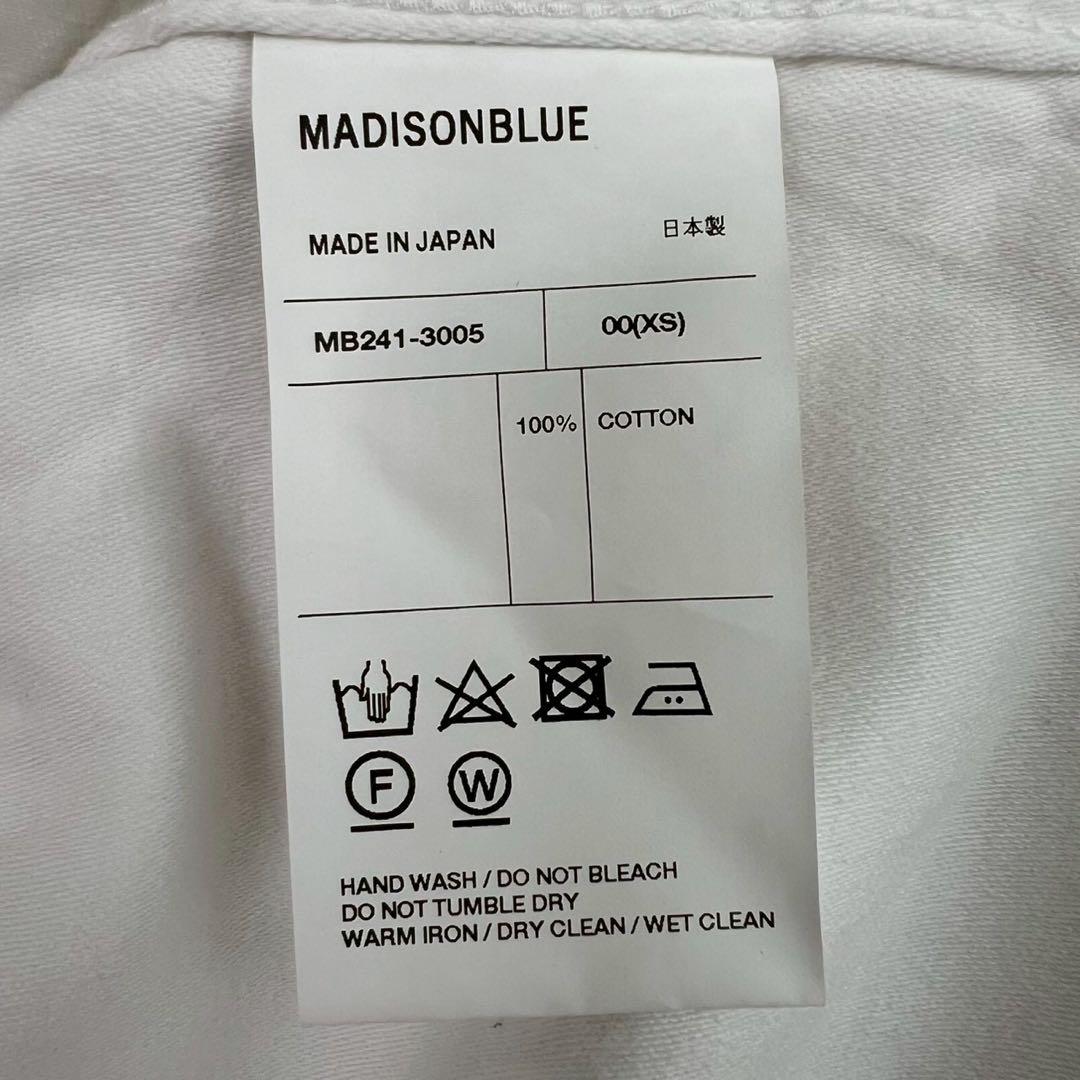 MADISONBLUE
MADE IN JAPAN 日本製
MB241-3005 00(XS)
100% COTTON
F W
HAND WASH / DO NOT BLEACH
DO NOT TUMBLE DRY
WARM IRON / DRY CLEAN / WET CLEAN